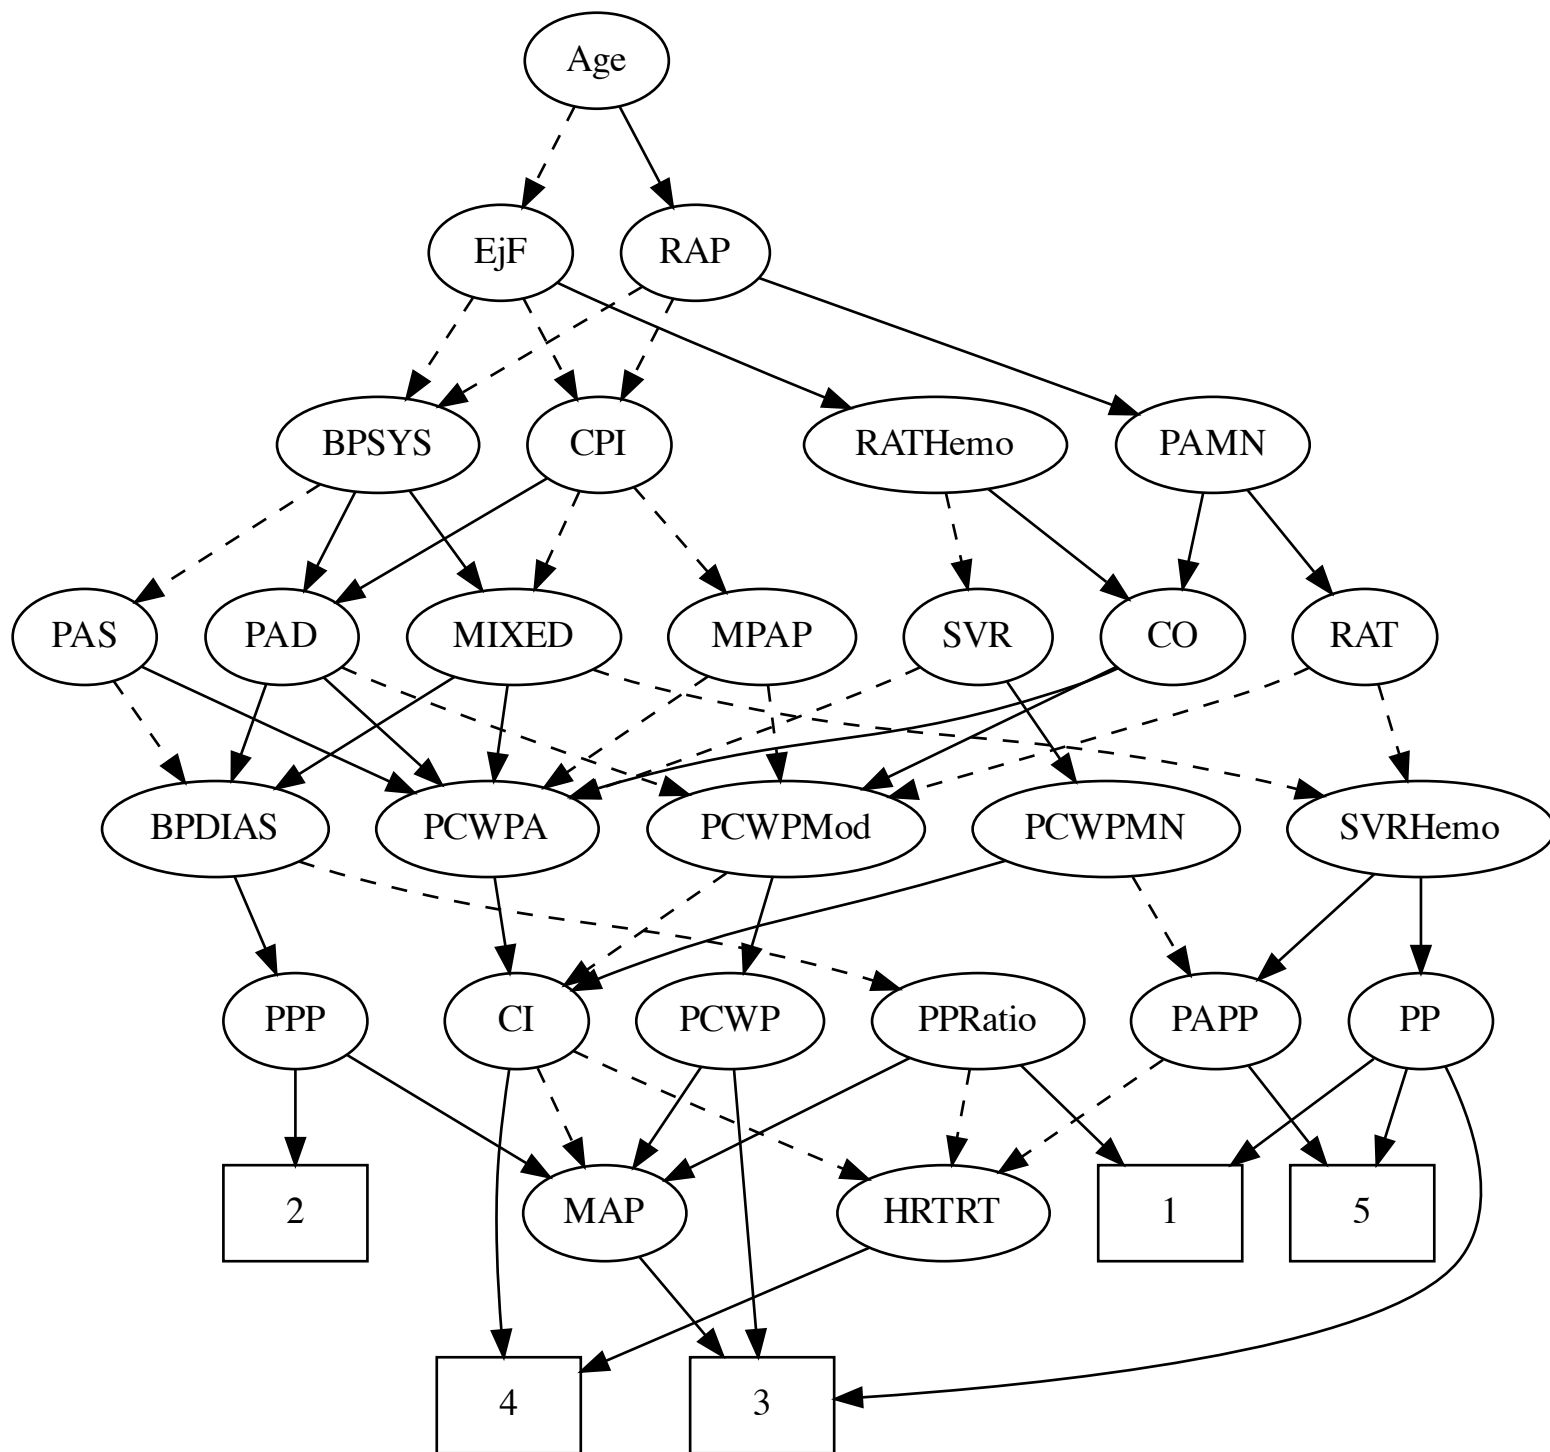 Age
EjF RAP
BPSYS CPI RATHemo PAMN
PAS PAD MIXED MPAP SVR CO RAT
BPDIAS PCWPA PCWPMod PCWPMN SVRHemo
PPP CI PCWP PPRatio PAPP PP
2 MAP HRTRT 1 5
4 3